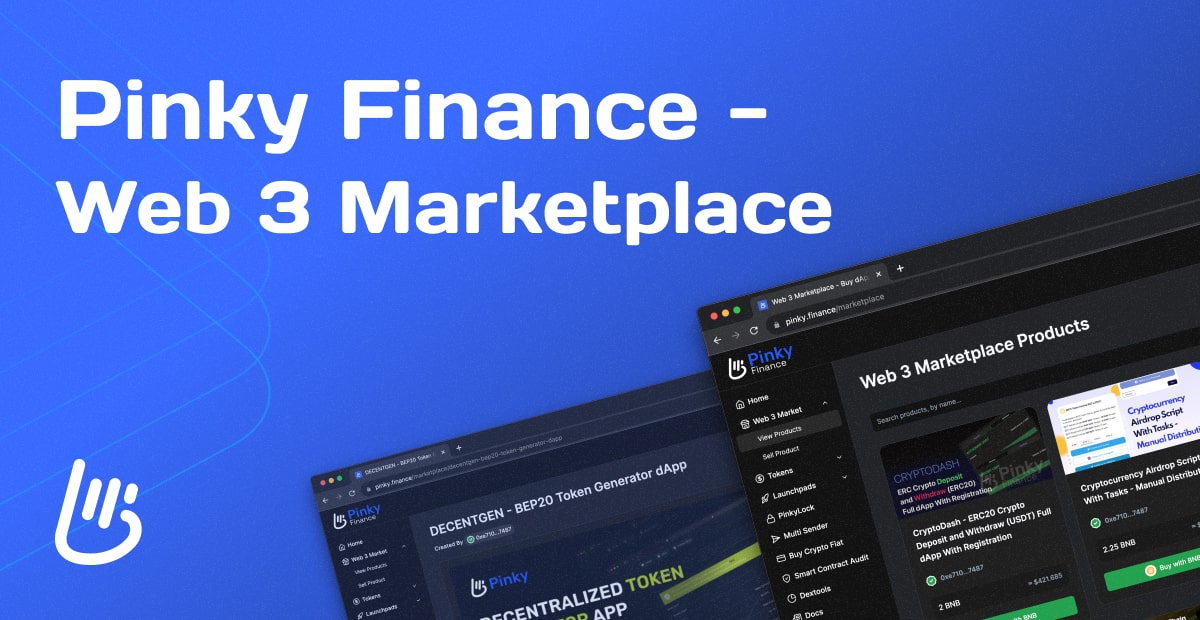 Pinky Finance -
Web 3 Marketplace
Web 3 Marketplace - Buy dAp
pinky.finance/marketplace
Pinky
Finance
Home
Web 3 Market
View Products
Sell Product
Tokens
Launchpads
PinkyLock
Multi Sender
Buy Crypto Fiat
Smart Contract Audit
Dextools
Docs
Web 3 Marketplace Products
Search products, by name...
CRYPTODASH
ERC Crypto Deposit
and Withdraw (ERC20)
Full dApp With Registration
Pinky
CryptoDash - ERC20 Crypto
Deposit and Withdraw (USDT) Full
dApp With Registration
0xe710...7487
2 BNB
≈ $421.685
with BNB
Cryptocurrency
Airdrop Script
With Tasks -
Manual Distributi
Cryptocurrency Airdrop Script
With Tasks - Manual Distribut
0xe710...7487
2.25 BNB
Buy with BNB
DECENTGEN - BEP20 Token
pinky.finance/marketplace/decentgen-bep20-token-generator-dapp
Pinky
Finance
Home
Web 3 Market
View Products
Sell Product
Tokens
Launchpads
DECENTGEN - BEP20 Token Generator dApp
Created By
0xe710...7487
Pinky
DECENTRALIZED TOKEN
APP